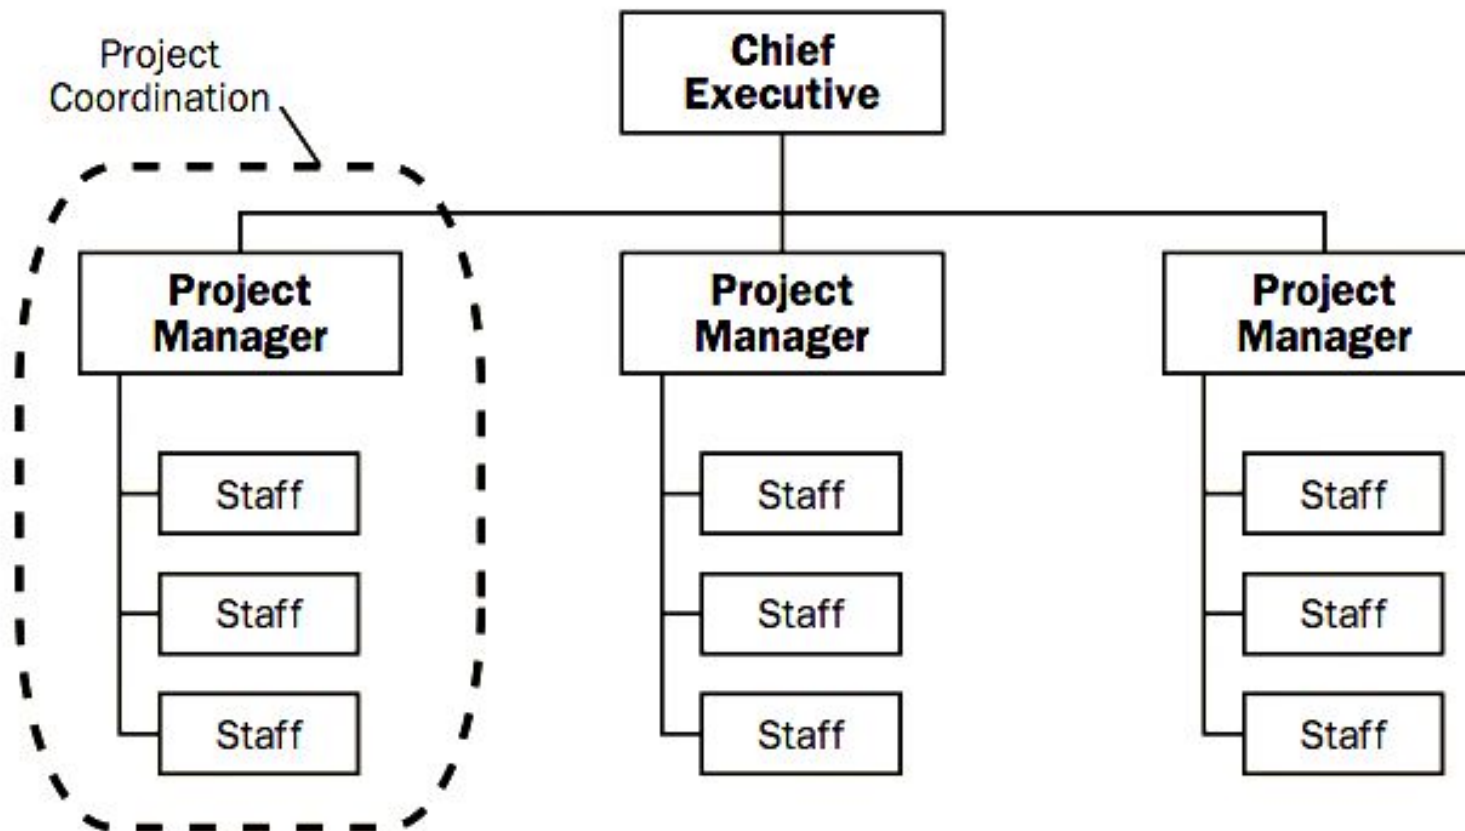 Project
Coordination
Chief
Executive
Project
Manager
Project
Manager
Project
Manager
Staff
Staff
Staff
Staff
Staff
Staff
Staff
Staff
Staff